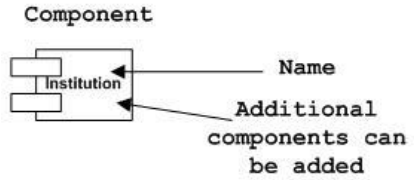 Component
Institution
Name
Additional
components can
be added